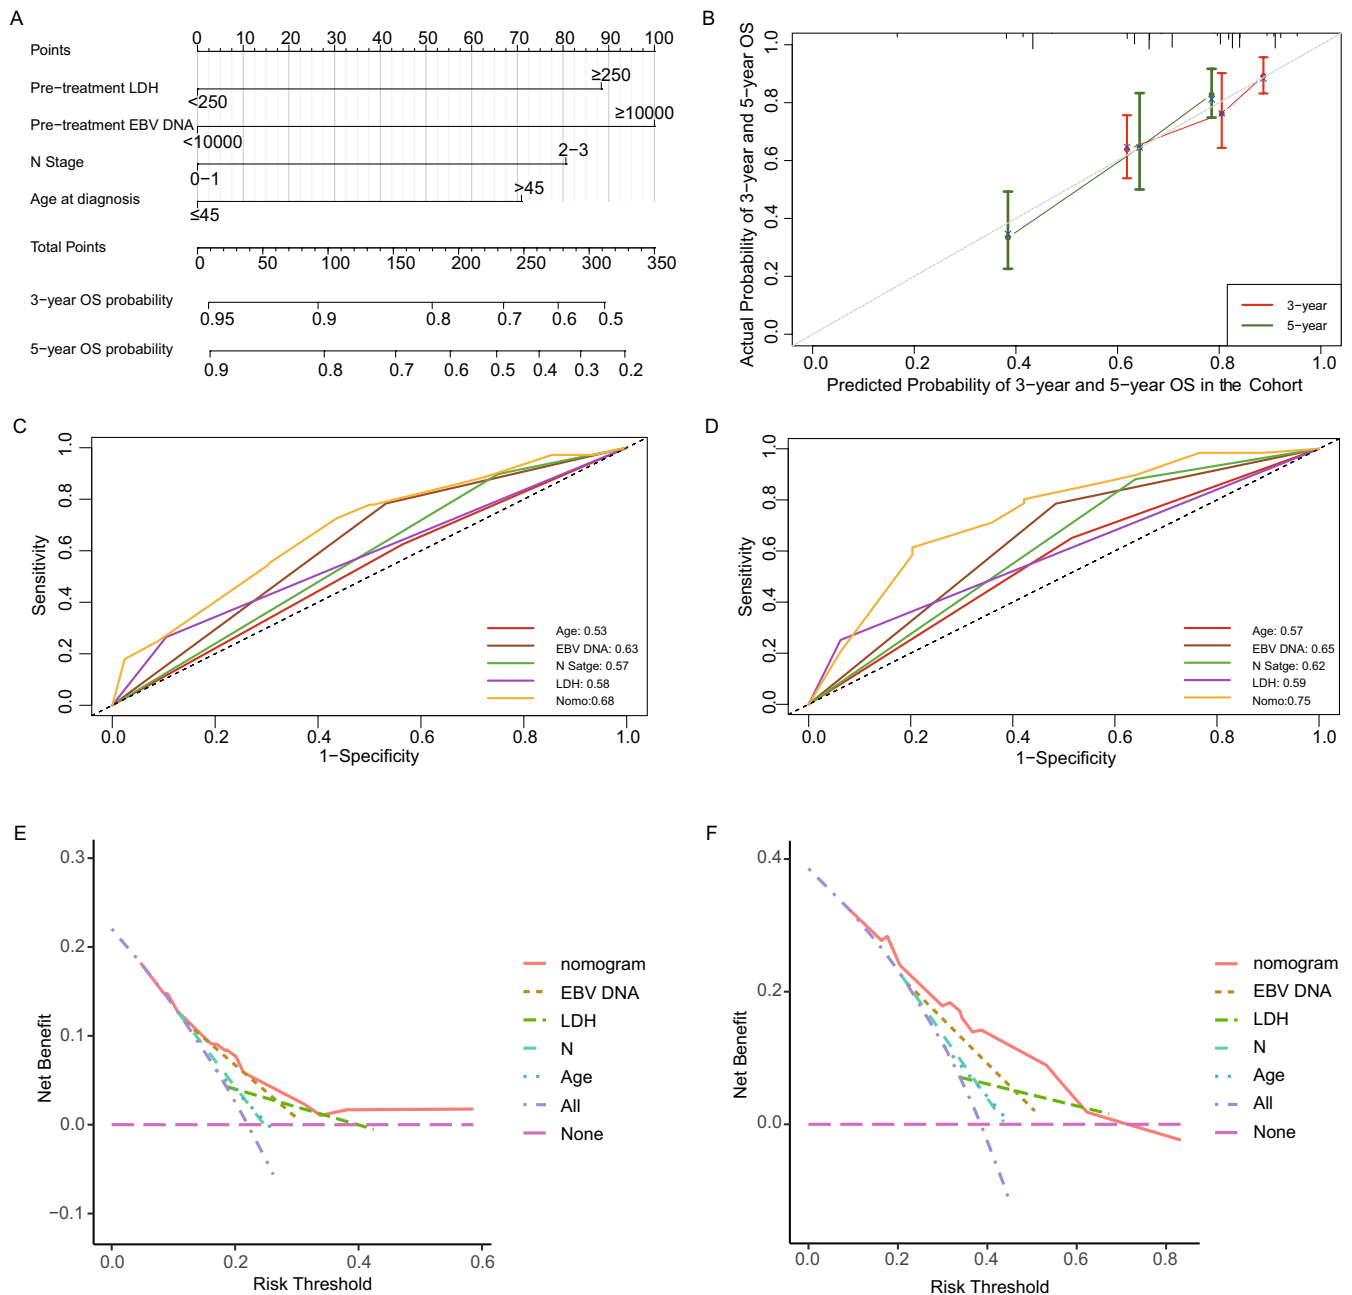 A
Points
0 10 20 30 40 50 60 70 80 90 100
Pre−treatment LDH
<250
≥250
Pre−treatment EBV DNA
<10000
≥10000
N Stage
0−1
2−3
Age at diagnosis
≤45
>45
Total Points
0 50 100 150 200 250 300 350
3−year OS probability
0.95 0.9 0.8 0.7 0.6 0.5
5−year OS probability
0.9 0.8 0.7 0.6 0.5 0.4 0.3 0.2
B
Actual Probability of 3−year and 5−year OS
1.0
0.8
0.6
0.4
0.2
0.0
3−year
5−year
0.0 0.2 0.4 0.6 0.8 1.0
Predicted Probability of 3−year and 5−year OS in the Cohort
C
Sensitivity
1.0
0.8
0.6
0.4
0.2
0.0
Age: 0.53
EBV DNA: 0.63
N Satge: 0.57
LDH: 0.58
Nomo:0.68
0.0 0.2 0.4 0.6 0.8 1.0
1−Specificity
D
Sensitivity
1.0
0.8
0.6
0.4
0.2
0.0
Age: 0.57
EBV DNA: 0.65
N Satge: 0.62
LDH: 0.59
Nomo:0.75
0.0 0.2 0.4 0.6 0.8 1.0
1−Specificity
E
Net Benefit
0.3
0.2
0.1
0.0
−0.1
nomogram
EBV DNA
LDH
N
Age
All
None
0.0 0.2 0.4 0.6
Risk Threshold
F
Net Benefit
0.4
0.2
0.0
nomogram
EBV DNA
LDH
N
Age
All
None
0.0 0.2 0.4 0.6 0.8
Risk Threshold